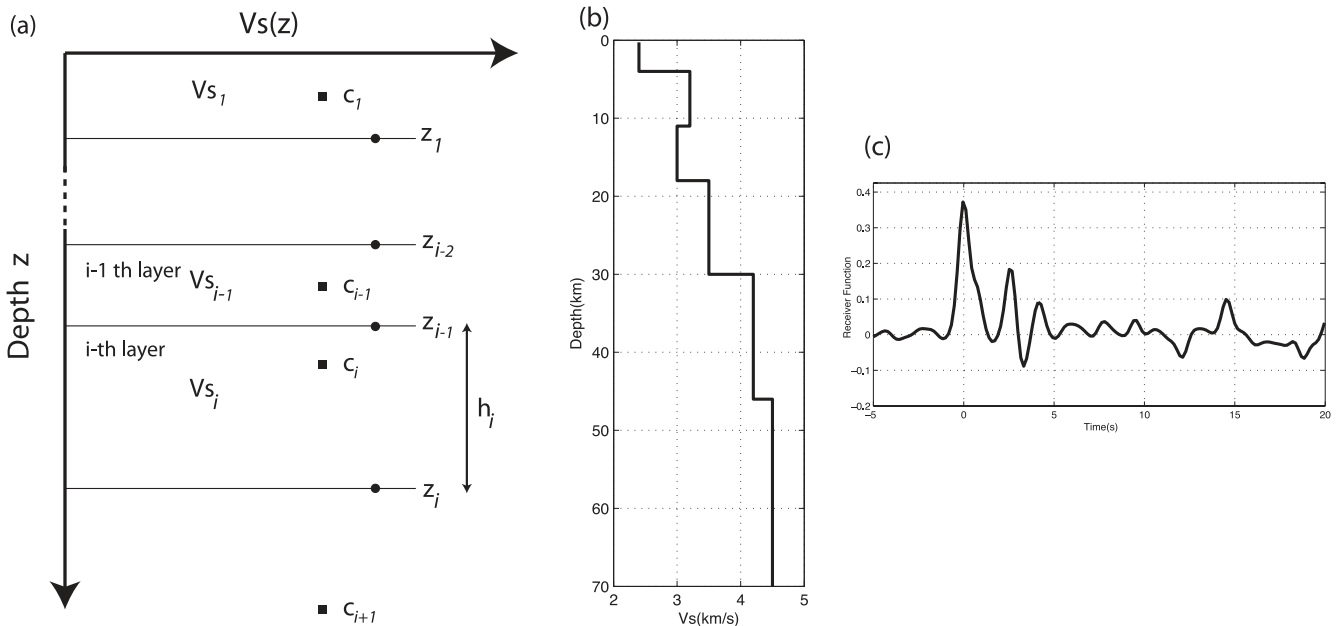 (a)
Vs(z)
Depth z
Vs1
c1
z1
zi-2
i-1 th layer
Vsi-1
ci-1
zi-1
i-th layer
ci
Vsi
hi
zi
ci+1
(b)
0
10
20
30
40
50
60
70
Depth(km)
2
3
4
5
Vs(km/s)
(c)
0.4
0.3
0.2
0.1
0
−0.1
−0.2
Receiver Function
−5
0
5
10
15
20
Time(s)